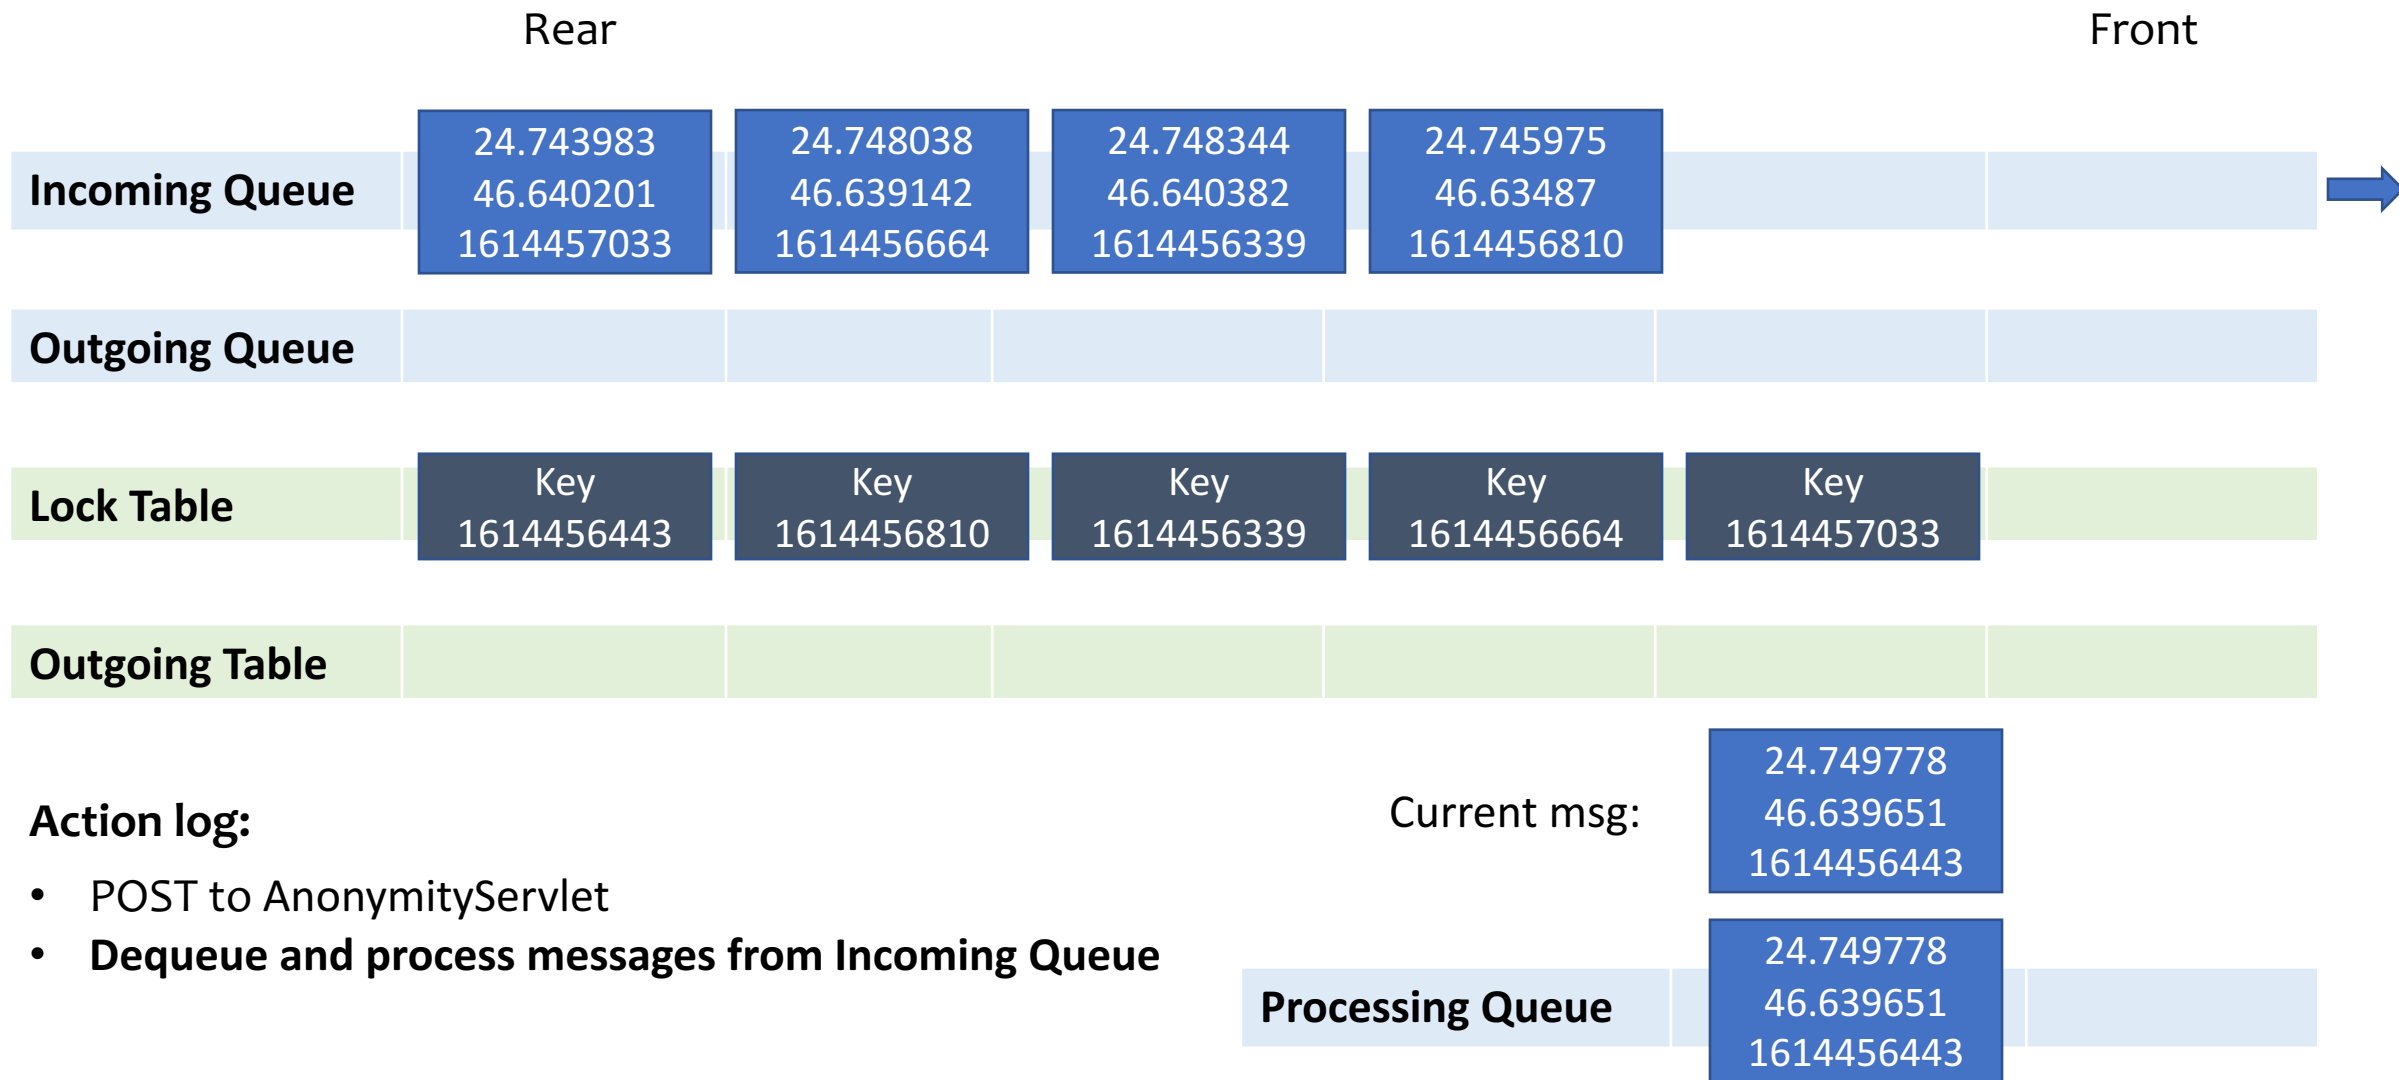 Rear
Front
Incoming Queue
24.743983
46.640201
1614457033
24.748038
46.639142
1614456664
24.748344
46.640382
1614456339
24.745975
46.63487
1614456810
Outgoing Queue
Lock Table
Key
1614456443
Key
1614456810
Key
1614456339
Key
1614456664
Key
1614457033
Outgoing Table
Action log:
• POST to AnonymityServlet
• Dequeue and process messages from Incoming Queue
Current msg:
24.749778
46.639651
1614456443
Processing Queue
24.749778
46.639651
1614456443